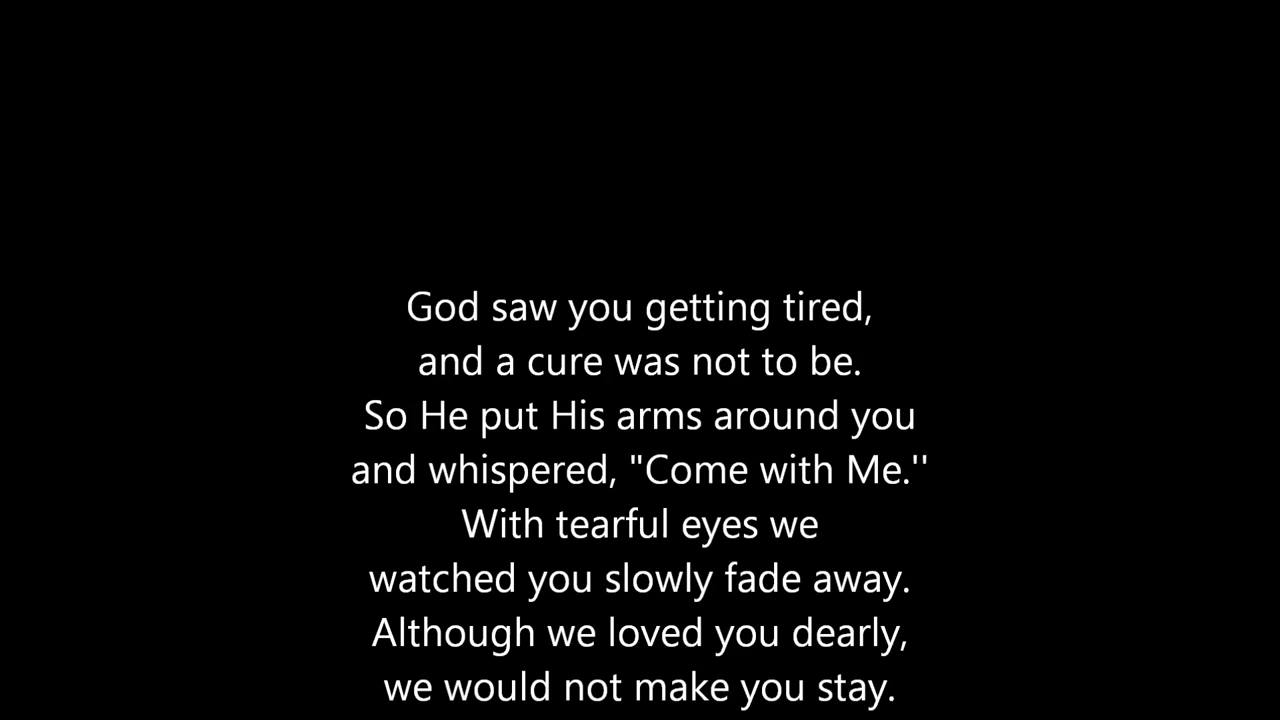 God saw you getting tired,
and a cure was not to be.
So He put His arms around you
and whispered, "Come with Me.''
With tearful eyes we
watched you slowly fade away.
Although we loved you dearly,
we would not make you stay.